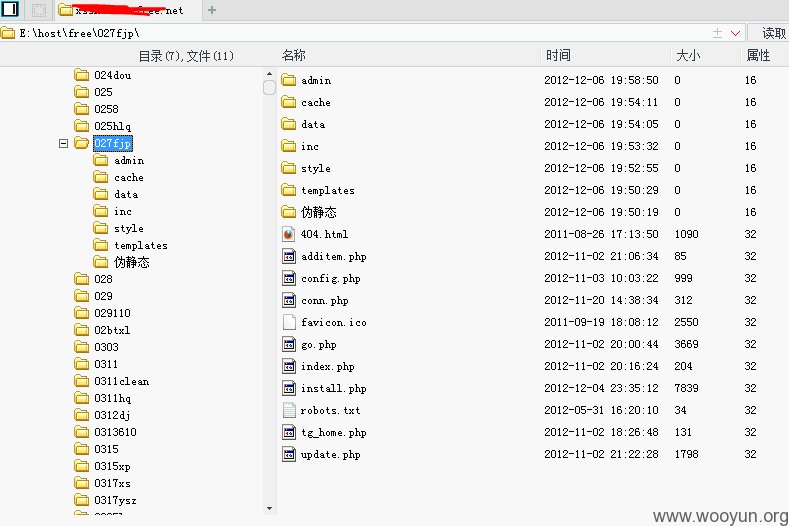 free.net
E:\host\free\027fjp\ 读取
目录(7),文件(11) 名称 时间 大小 属性
024dou
025
0258
025hlq
027fjp
admin
cache
data
inc
style
templates
伪静态
028
029
029110
02btxl
0303
0311
0311clean
0311hq
0312dj
0313610
0315
0315xp
0317xs
0317ysz
admin 2012-12-06 19:58:50 0 16
cache 2012-12-06 19:54:11 0 16
data 2012-12-06 19:54:05 0 16
inc 2012-12-06 19:53:32 0 16
style 2012-12-06 19:52:55 0 16
templates 2012-12-06 19:50:29 0 16
伪静态 2012-12-06 19:50:19 0 16
404.html 2011-08-26 17:13:50 1090 32
additem.php 2012-11-02 21:06:34 85 32
config.php 2012-11-03 10:03:22 999 32
conn.php 2012-11-20 14:38:34 312 32
favicon.ico 2011-09-19 18:08:12 2550 32
go.php 2012-11-02 20:00:44 3669 32
index.php 2012-11-02 20:16:24 204 32
install.php 2012-12-04 23:35:12 7839 32
robots.txt 2012-05-31 16:20:10 34 32
tg_home.php 2012-11-02 18:26:48 131 32
update.php 2012-11-02 21:22:28 1798 32
www.wooyun.org